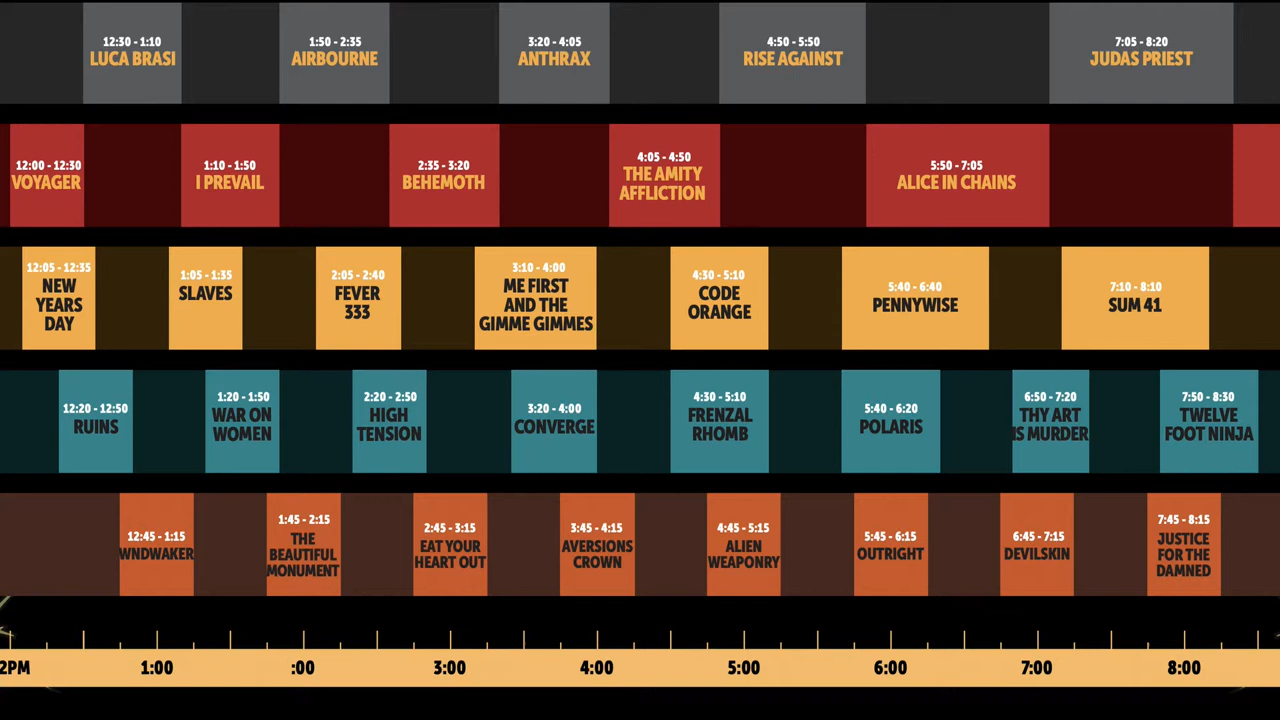 12:30 - 1:10
LUCA BRASI
1:50 - 2:35
AIRBOURNE
3:20 - 4:05
ANTHRAX
4:50 - 5:50
RISE AGAINST
7:05 - 8:20
JUDAS PRIEST
12:00 - 12:30
VOYAGER
1:10 - 1:50
I PREVAIL
2:35 - 3:20
BEHEMOTH
4:05 - 4:50
THE AMITY
AFFLICTION
5:50 - 7:05
ALICE IN CHAINS
12:05 - 12:35
NEW
YEARS
DAY
1:05 - 1:35
SLAVES
2:05 - 2:40
FEVER
333
3:10 - 4:00
ME FIRST
AND THE
GIMME GIMMES
4:30 - 5:10
CODE
ORANGE
5:40 - 6:40
PENNYWISE
7:10 - 8:10
SUM 41
12:20 - 12:50
RUINS
1:20 - 1:50
WAR ON
WOMEN
2:20 - 2:50
HIGH
TENSION
3:20 - 4:00
CONVERGE
4:30 - 5:10
FRENZAL
RHOMB
5:40 - 6:20
POLARIS
6:50 - 7:20
THY ART
IS MURDER
7:50 - 8:30
TWELVE
FOOT NINJA
12:45 - 1:15
WNDWAKER
1:45 - 2:15
THE
BEAUTIFUL
MONUMENT
2:45 - 3:15
EAT YOUR
HEART OUT
3:45 - 4:15
AVERSIONS
CROWN
4:45 - 5:15
ALIEN
WEAPONRY
5:45 - 6:15
OUTRIGHT
6:45 - 7:15
DEVILSKIN
7:45 - 8:15
JUSTICE
FOR THE
DAMNED
2PM 1:00 :00 3:00 4:00 5:00 6:00 7:00 8:00